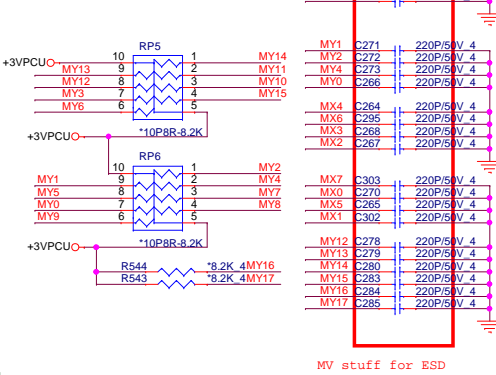 RP5
+3VPCU 10 1 MY14
MY13 9 2 MY11
MY12 8 3 MY10
MY3 7 4 MY15
MY6 6 5
+3VPCU *10P8R-8.2K
RP6
10 1 MY2
MY1 9 2 MY4
MY5 8 3 MY7
MY0 7 4 MY8
MY9 6 5
+3VPCU *10P8R-8.2K
R544 *8.2K_4 MY16
R543 *8.2K_4 MY17
MY1 C271 220P/50V_4
MY2 C272 220P/50V_4
MY4 C273 220P/50V_4
MY0 C266 220P/50V_4
MX4 C264 220P/50V_4
MX6 C295 220P/50V_4
MX3 C268 220P/50V_4
MX2 C267 220P/50V_4
MX7 C303 220P/50V_4
MX0 C270 220P/50V_4
MX5 C265 220P/50V_4
MX1 C302 220P/50V_4
MY12 C278 220P/50V_4
MY13 C279 220P/50V_4
MY14 C280 220P/50V_4
MY15 C283 220P/50V_4
MY16 C284 220P/50V_4
MY17 C285 220P/50V_4
MV stuff for ESD